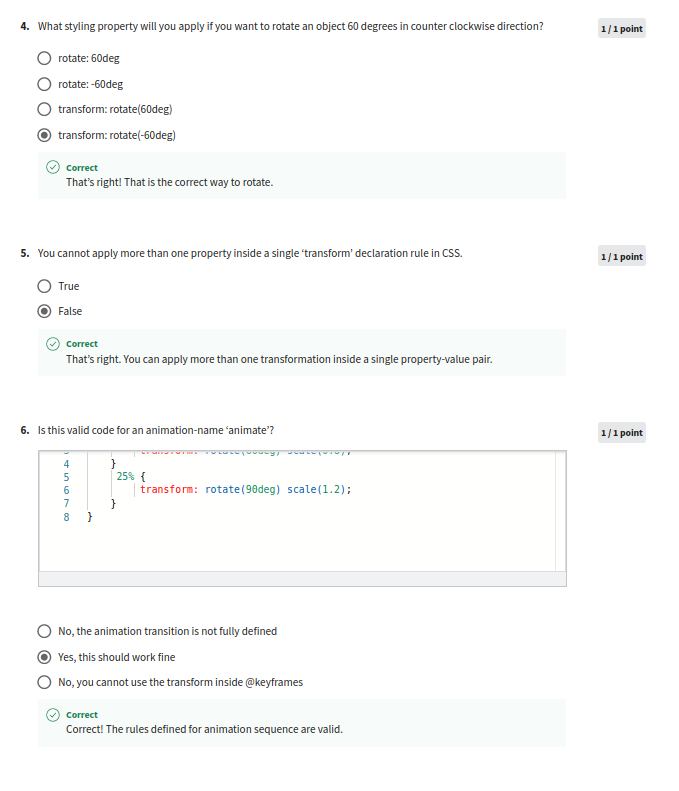 4. What styling property will you apply if you want to rotate an object 60 degrees in counter clockwise direction?
1 / 1 point
rotate: 60deg
rotate: -60deg
transform: rotate(60deg)
transform: rotate(-60deg)
Correct
That's right! That is the correct way to rotate.
5. You cannot apply more than one property inside a single ‘transform’ declaration rule in CSS.
1 / 1 point
True
False
Correct
That's right. You can apply more than one transformation inside a single property-value pair.
6. Is this valid code for an animation-name ‘animate’?
1 / 1 point
4 }
5 25% {
6 transform: rotate(90deg) scale(1.2);
7 }
8 }
No, the animation transition is not fully defined
Yes, this should work fine
No, you cannot use the transform inside @keyframes
Correct
Correct! The rules defined for animation sequence are valid.